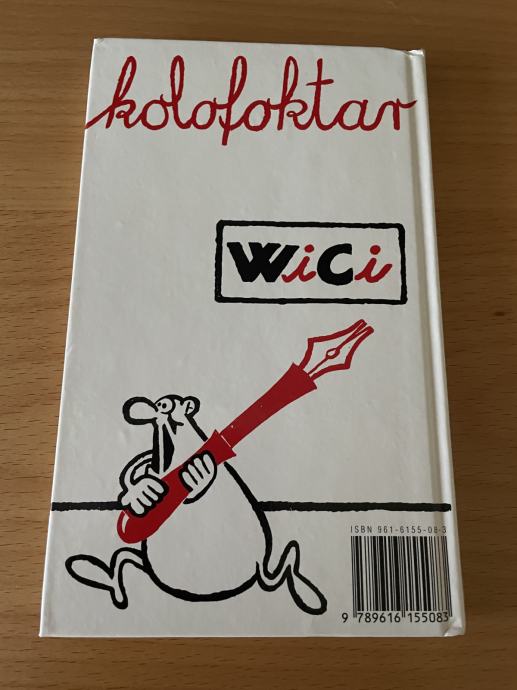 kolofoktar
WiCi
ISBN 961-6155-08-3
9 789616 155083